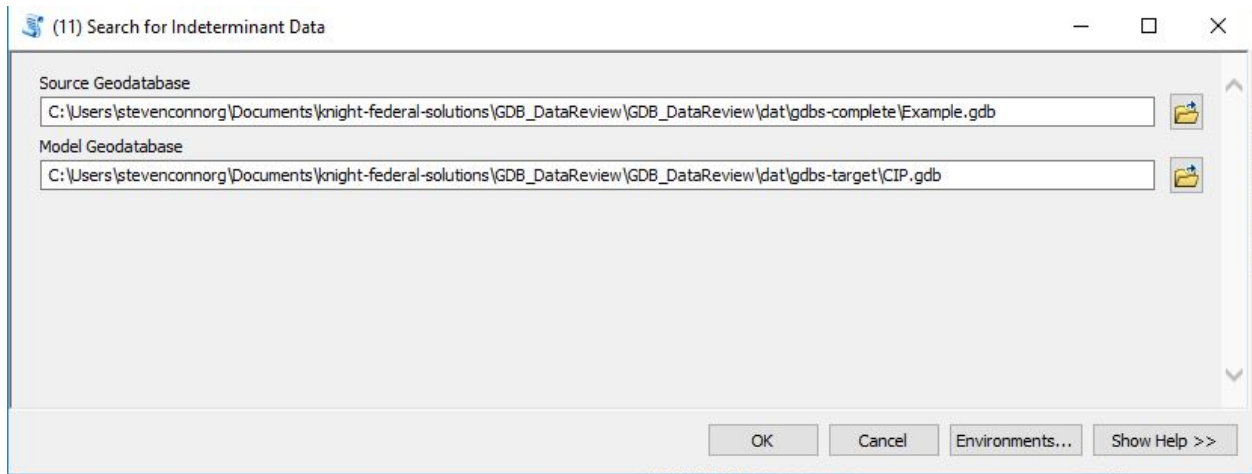 (11) Search for Indeterminant Data
Source Geodatabase
C:\Users\stevenconnorg\Documents\knight-federal-solutions\GDB_DataReview\GDB_DataReview\dat\gdbs-complete\Example.gdb
Model Geodatabase
C:\Users\stevenconnorg\Documents\knight-federal-solutions\GDB_DataReview\GDB_DataReview\dat\gdbs-target\CIP.gdb
OK Cancel Environments... Show Help >>